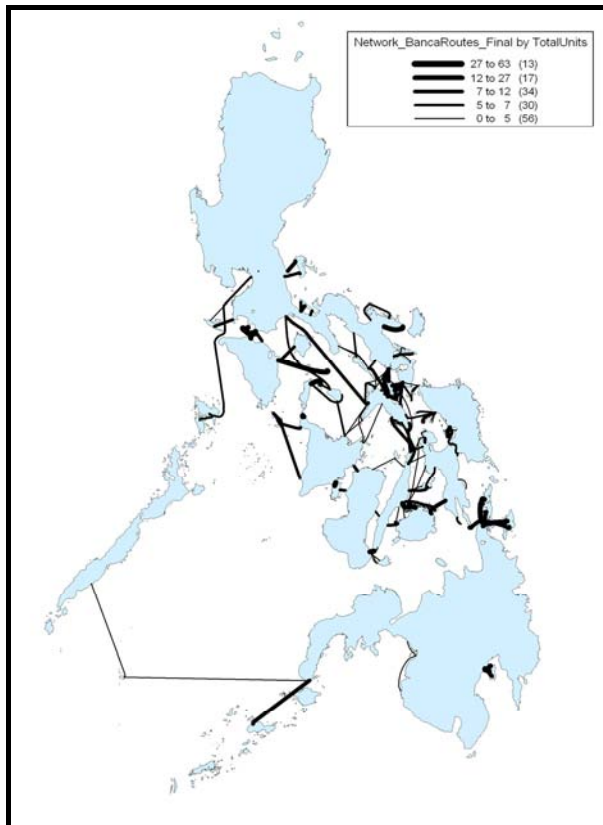 Network_BancaRoutes_Final by TotalUnits
27 to 63 (13)
12 to 27 (17)
7 to 12 (34)
5 to 7 (30)
0 to 5 (56)